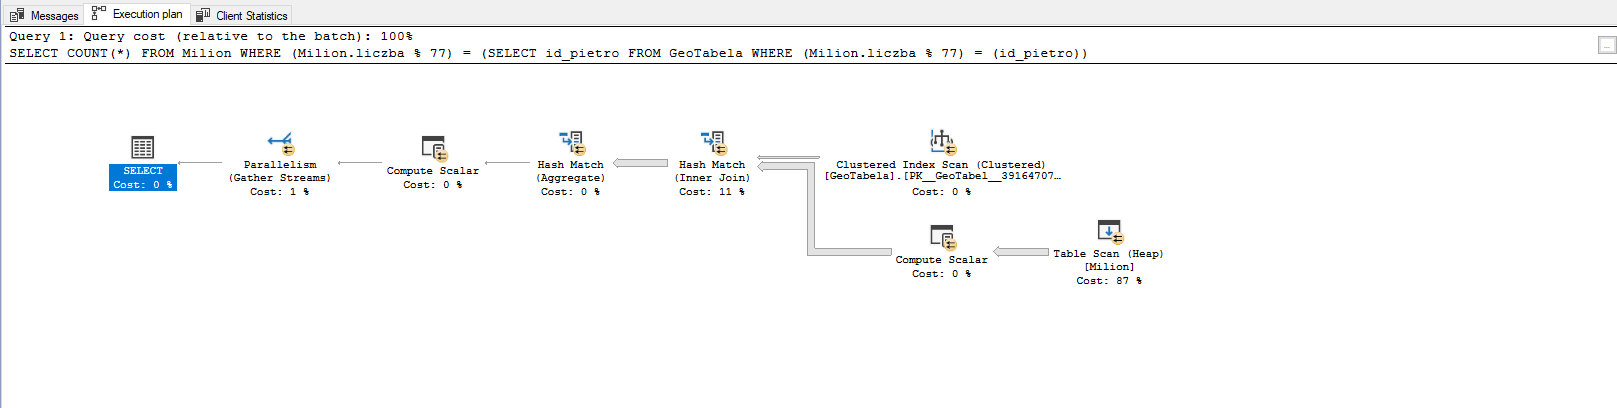 Messages Execution plan Client Statistics
Query 1: Query cost (relative to the batch): 100%
SELECT COUNT(*) FROM Milion WHERE (Milion.liczba % 77) = (SELECT id_pietro FROM GeoTabela WHERE (Milion.liczba % 77) = (id_pietro))
...
SELECT
Cost: 0 %
Parallelism
(Gather Streams)
Cost: 1 %
Compute Scalar
Cost: 0 %
Hash Match
(Aggregate)
Cost: 0 %
Hash Match
(Inner Join)
Cost: 11 %
Clustered Index Scan (Clustered)
[GeoTabela].[PK__GeoTabel__39164707…
Cost: 0 %
Compute Scalar
Cost: 0 %
Table Scan (Heap)
[Milion]
Cost: 87 %